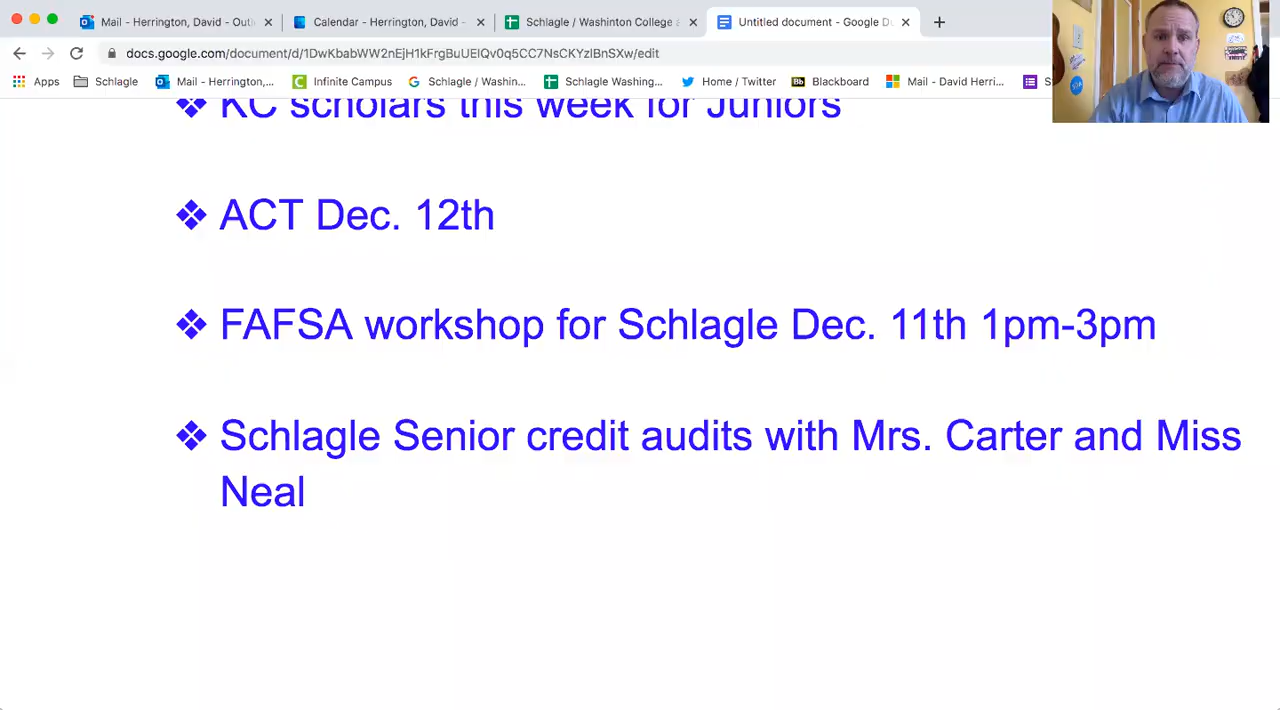 Mail - Herrington, David - Outl
Calendar - Herrington, David -
Schlagle / Washinton College &
Untitled document - Google D
docs.google.com/document/d/1DwKbabWW2nEjH1kFrgBuUElQv0q5CC7NsCKYzlBnSXw/edit
Apps
Schlagle
Mail - Herrington,...
Infinite Campus
Schlagle / Washin...
Schlagle Washing...
Home / Twitter
Bb Blackboard
Mail - David Herri...
❖ KC scholars this week for Juniors
❖ ACT Dec. 12th
❖ FAFSA workshop for Schlagle Dec. 11th 1pm-3pm
❖ Schlagle Senior credit audits with Mrs. Carter and Miss
Neal